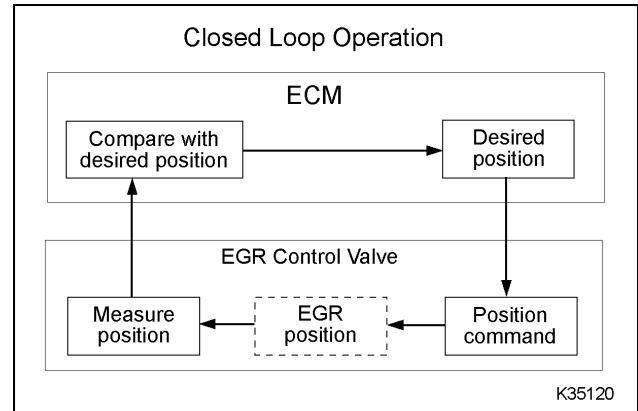 Closed Loop Operation
ECM
Compare with
desired position
Desired
position
EGR Control Valve
Measure
position
EGR
position
Position
command
K35120